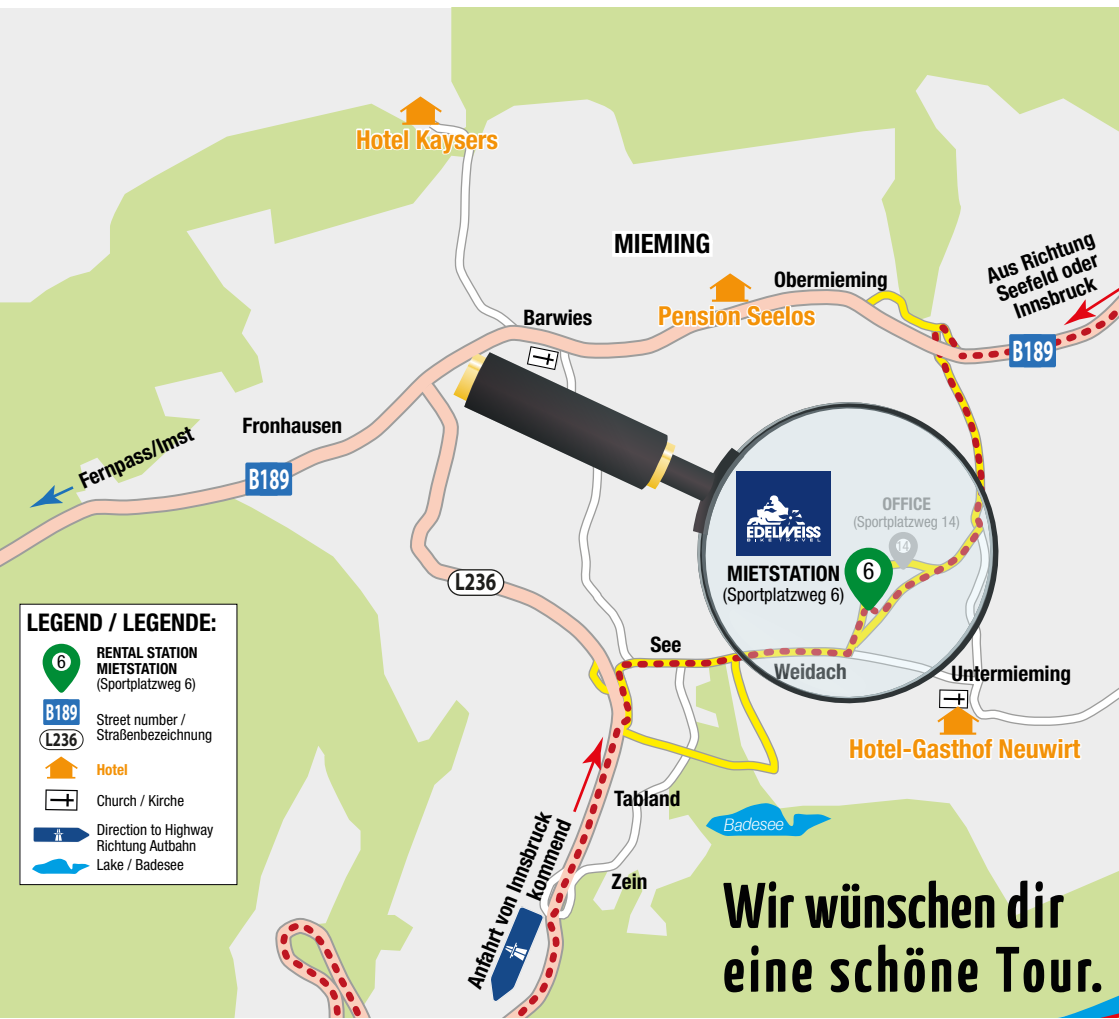 Hotel Kaysers
MIEMING
Obermieming
Aus Richtung
Seefeld oder
Innsbruck
Pension Seelos
Barwies
B189
Fronhausen
Fernpass/Imst
B189
EDELWEISS
BIKE TRAVEL
OFFICE
(Sportplatzweg 14)
14
MIETSTATION
(Sportplatzweg 6)
6
L236
See
Weidach
Untermieming
Hotel-Gasthof Neuwirt
LEGEND / LEGENDE:
6
RENTAL STATION
MIETSTATION
(Sportplatzweg 6)
B189
L236
Street number /
Straßenbezeichnung
Hotel
Church / Kirche
Direction to Highway
Richtung Autbahn
Lake / Badesee
Tabland
Badesee
Anfahrt von Innsbruck
kommend
Zein
Wir wünschen dir
eine schöne Tour.